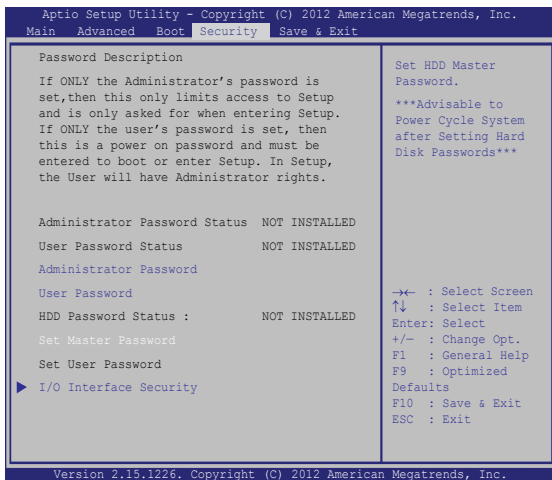 Aptio Setup Utility - Copyright (C) 2012 American Megatrends, Inc.
Main Advanced Boot Security Save & Exit
Password Description
If ONLY the Administrator's password is
set,then this only limits access to Setup
and is only asked for when entering Setup.
If ONLY the user's password is set, then
this is a power on password and must be
entered to boot or enter Setup. In Setup,
the User will have Administrator rights.
Administrator Password Status NOT INSTALLED
User Password Status NOT INSTALLED
Administrator Password
User Password
HDD Password Status : NOT INSTALLED
Set Master Password
Set User Password
I/O Interface Security
Set HDD Master
Password.
***Advisable to
Power Cycle System
after Setting Hard
Disk Passwords***
→← : Select Screen
↑↓ : Select Item
Enter: Select
+/— : Change Opt.
F1 : General Help
F9 : Optimized
Defaults
F10 : Save & Exit
ESC : Exit
Version 2.15.1226. Copyright (C) 2012 American Megatrends, Inc.